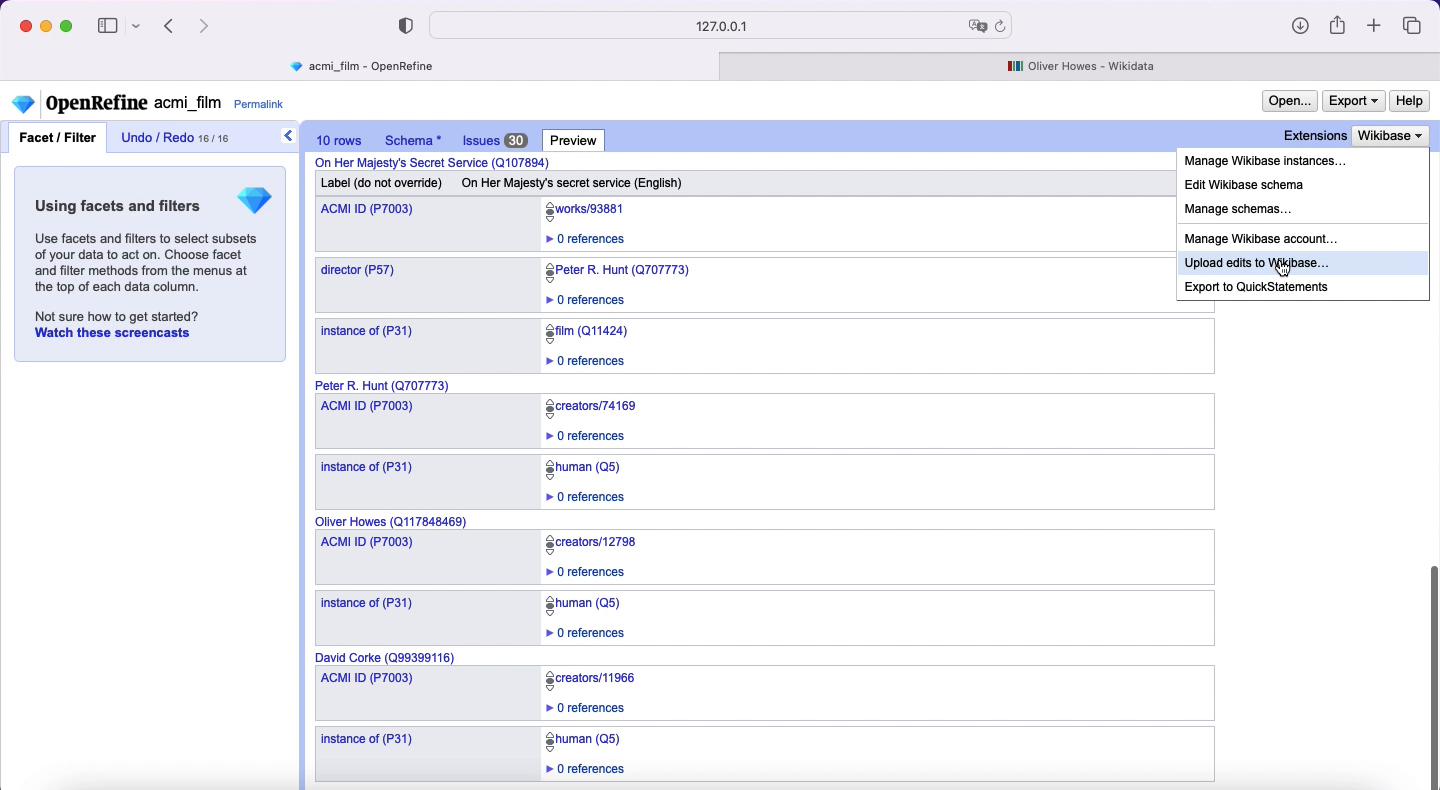 127.0.0.1
acmi_film - OpenRefine
Oliver Howes - Wikidata
OpenRefine acmi_film Permalink
Open... Export Help
Facet / Filter Undo / Redo 16 / 16
10 rows Schema * Issues 30 Preview
Extensions Wikibase
Manage Wikibase instances...
Edit Wikibase schema
Manage schemas...
Manage Wikibase account...
Upload edits to Wikibase...
Export to QuickStatements
Using facets and filters
Use facets and filters to select subsets
of your data to act on. Choose facet
and filter methods from the menus at
the top of each data column.
Not sure how to get started?
Watch these screencasts
On Her Majesty's Secret Service (Q107894)
Label (do not override) On Her Majesty's secret service (English)
ACMI ID (P7003) works/93881
0 references
director (P57) Peter R. Hunt (Q707773)
0 references
instance of (P31) film (Q11424)
0 references
Peter R. Hunt (Q707773)
ACMI ID (P7003) creators/74169
0 references
instance of (P31) human (Q5)
0 references
Oliver Howes (Q117848469)
ACMI ID (P7003) creators/12798
0 references
instance of (P31) human (Q5)
0 references
David Corke (Q99399116)
ACMI ID (P7003) creators/11966
0 references
instance of (P31) human (Q5)
0 references